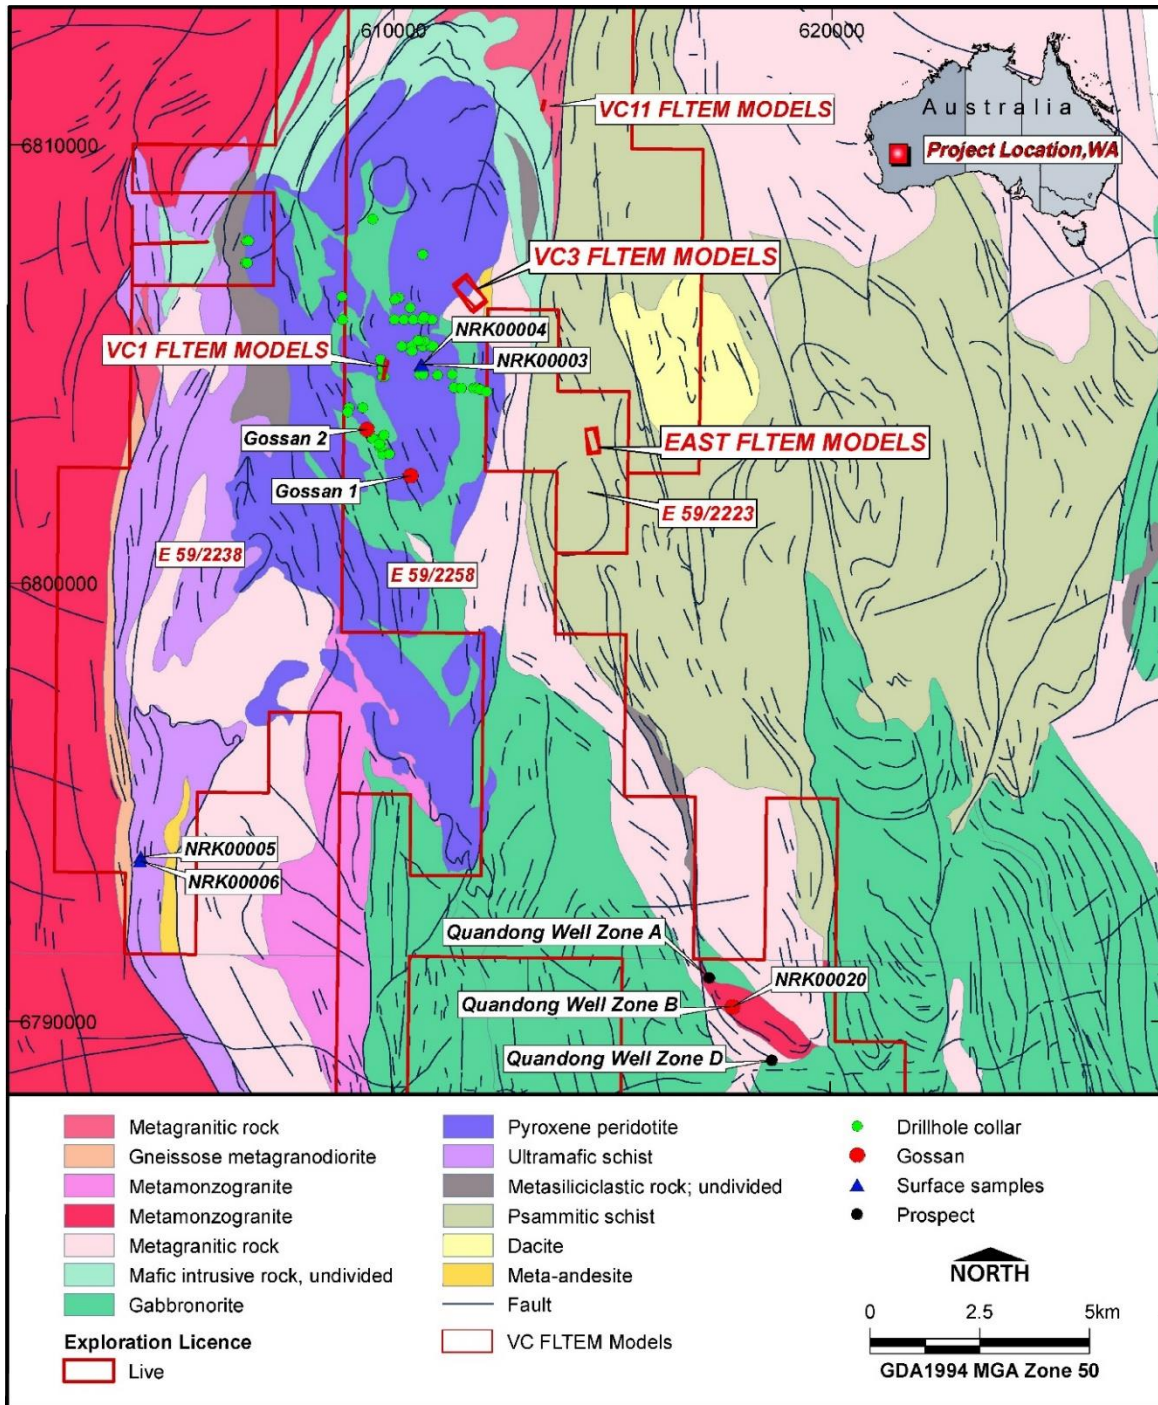 610000
620000
VC11 FLTEM MODELS
Australia
Project Location,WA
6810000
VC3 FLTEM MODELS
NRK00004
VC1 FLTEM MODELS
NRK00003
Gossan 2
EAST FLTEM MODELS
Gossan 1
E 59/2223
E 59/2238
E 59/2258
6800000
NRK00005
NRK00006
Quandong Well Zone A
NRK00020
Quandong Well Zone B
6790000
Quandong Well Zone D
Metagranitic rock
Gneissose metagranodiorite
Metamonzogranite
Metamonzogranite
Metagranitic rock
Mafic intrusive rock, undivided
Gabbronorite
Exploration Licence
Live
Pyroxene peridotite
Ultramafic schist
Metasiliciclastic rock; undivided
Psammitic schist
Dacite
Meta-andesite
Fault
VC FLTEM Models
Drillhole collar
Gossan
Surface samples
Prospect
NORTH
0 2.5 5km
GDA1994 MGA Zone 50